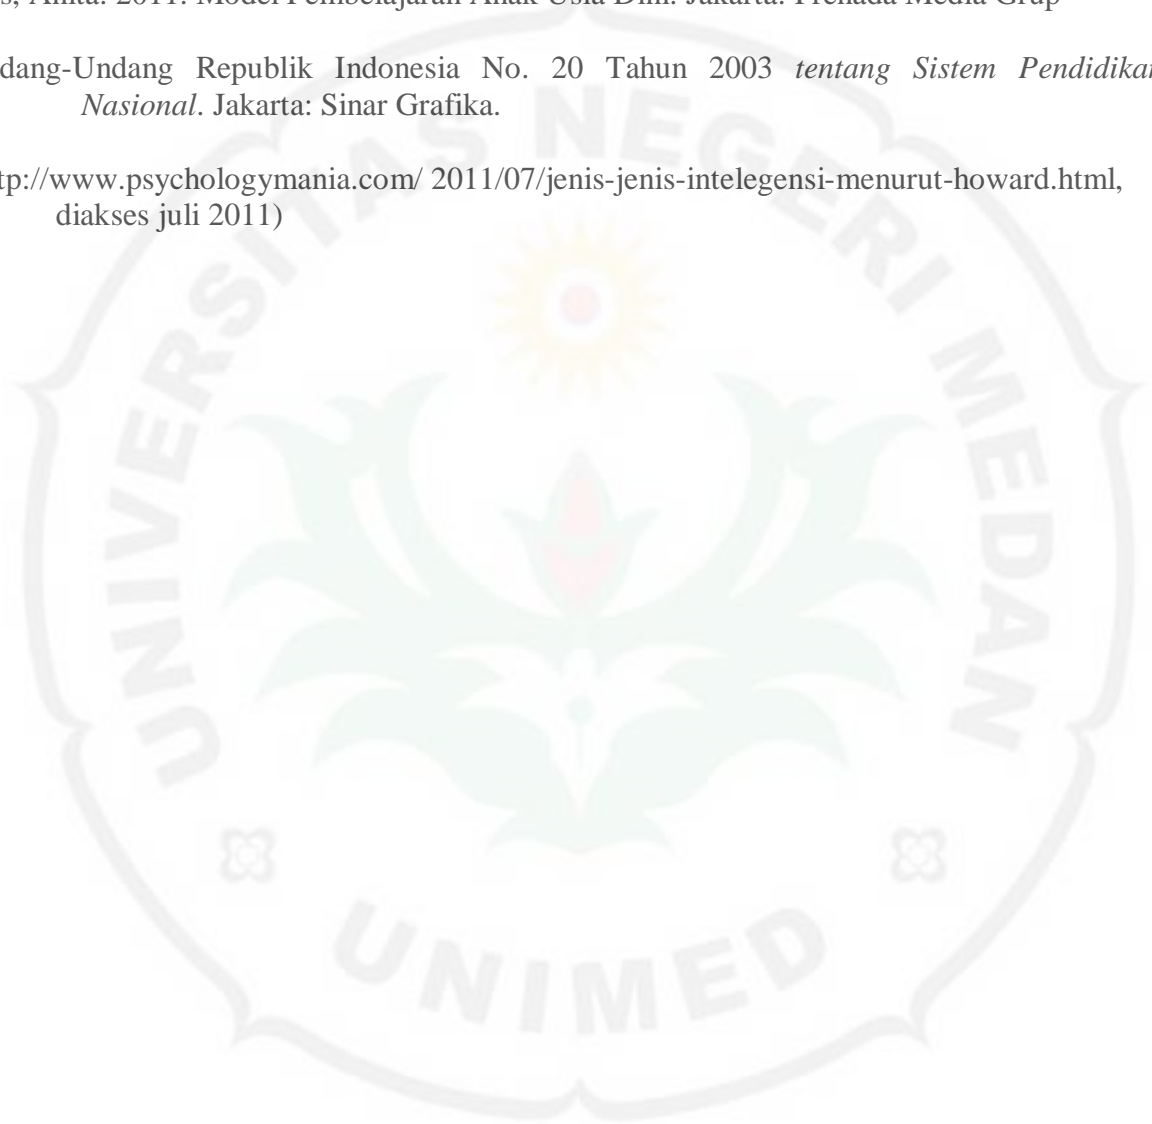 s, Anita. 2011. Model Pembelajaran Anak Usia Dini. Jakarta: Prenada Media Grup
dang-Undang Republik Indonesia No. 20 Tahun 2003 tentang Sistem Pendidikan
Nasional. Jakarta: Sinar Grafika.
tp://www.psychologymania.com/ 2011/07/jenis-jenis-intelegensi-menurut-howard.html,
diakses juli 2011)
UNIVERSITAS NEGERI MEDAN
UNIMED